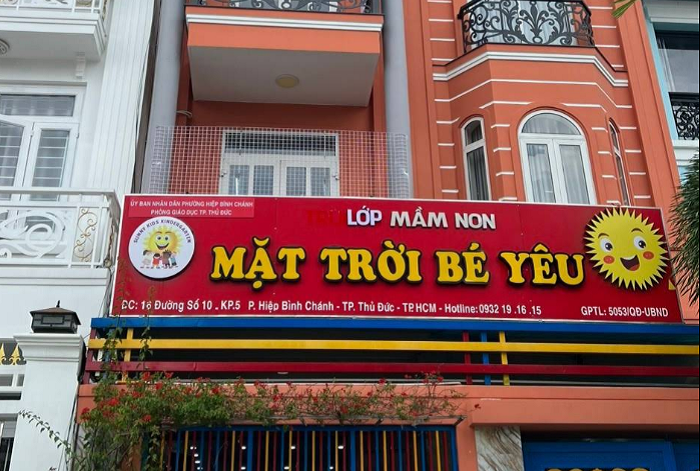 ỦY BAN NHÂN DÂN PHƯỜNG HIỆP BÌNH CHÁNH
PHÒNG GIÁO DỤC TP. THỦ ĐỨC
SUNNY KIDS KINDERGARTEN
TRƯ LỚP MẦM NON
MẶT TRỜI BÉ YÊU
ĐC: 16 Đường Số 10 - KP.5 P. Hiệp Bình Chánh - TP. Thủ Đức - TP.HCM - Hotline: 0932 19 .16 .15
GPTL: 5053/QĐ-UBND